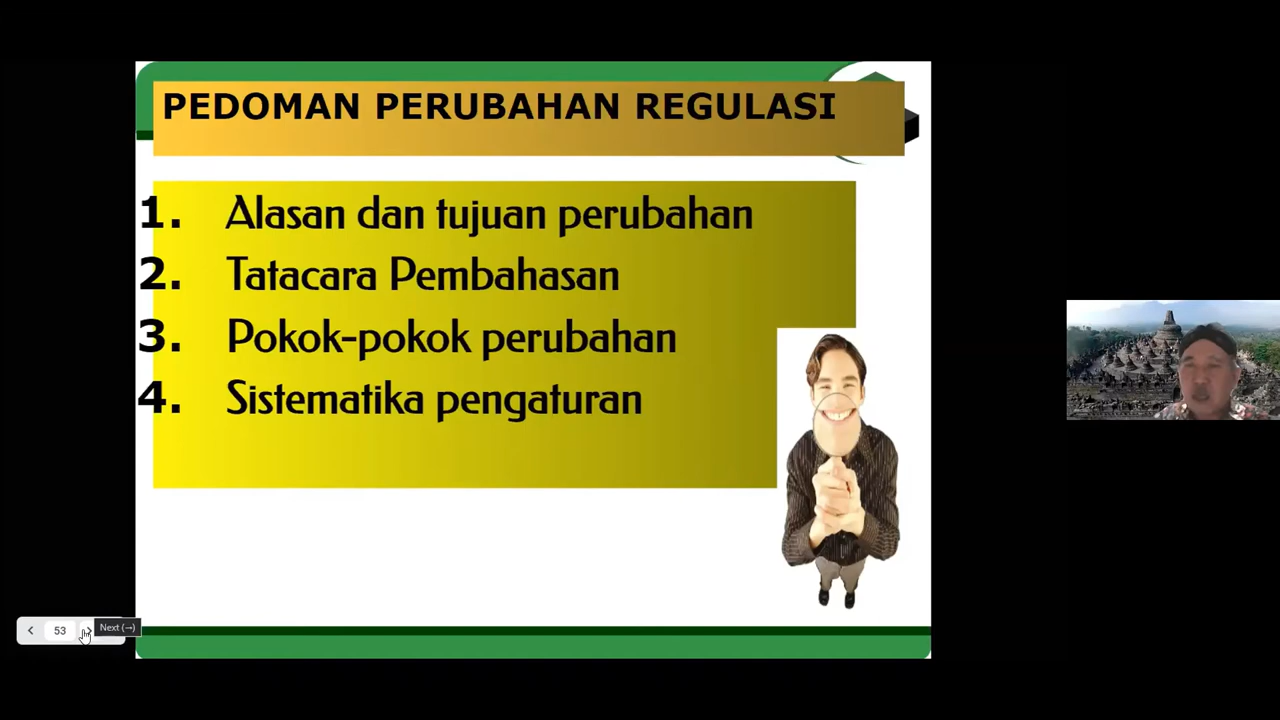 PEDOMAN PERUBAHAN REGULASI
1. Alasan dan tujuan perubahan
2. Tatacara Pembahasan
3. Pokok-pokok perubahan
4. Sistematika pengaturan
53
Next (→)